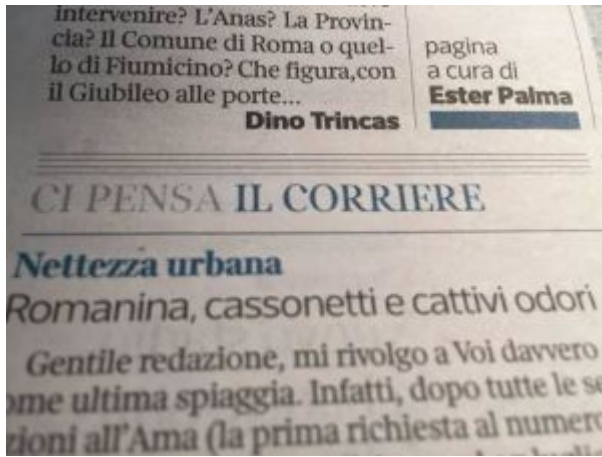 intervenire? L'Anas? La Provin-
cia? Il Comune di Roma o quel-
lo di Fiumicino? Che figura,con
il Giubileo alle porte...
Dino Trincas
pagina
a cura di
Ester Palma
CI PENSA IL CORRIERE
Nettezza urbana
Romanina, cassonetti e cattivi odori
Gentile redazione, mi rivolgo a Voi davvero
ome ultima spiaggia. Infatti, dopo tutte le se
zioni all'Ama (la prima richiesta al numero